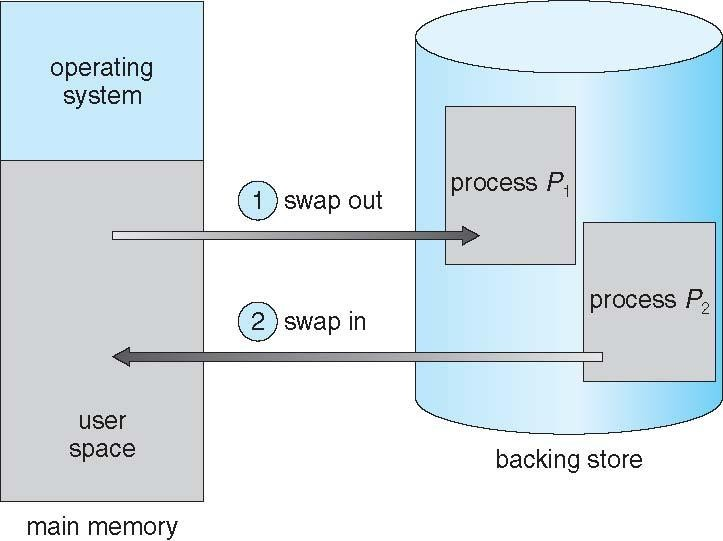 operating
system
process P₁
1 swap out
process P₂
2 swap in
user
space
backing store
main memory